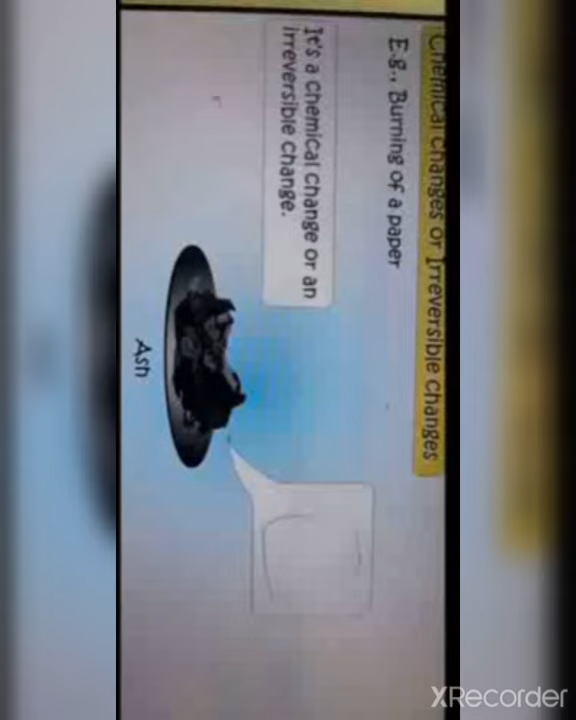 Chemical changes or Irreversible changes
E.g., Burning of a paper
It's a chemical change or an
irreversible change.
Ash
XRecorder